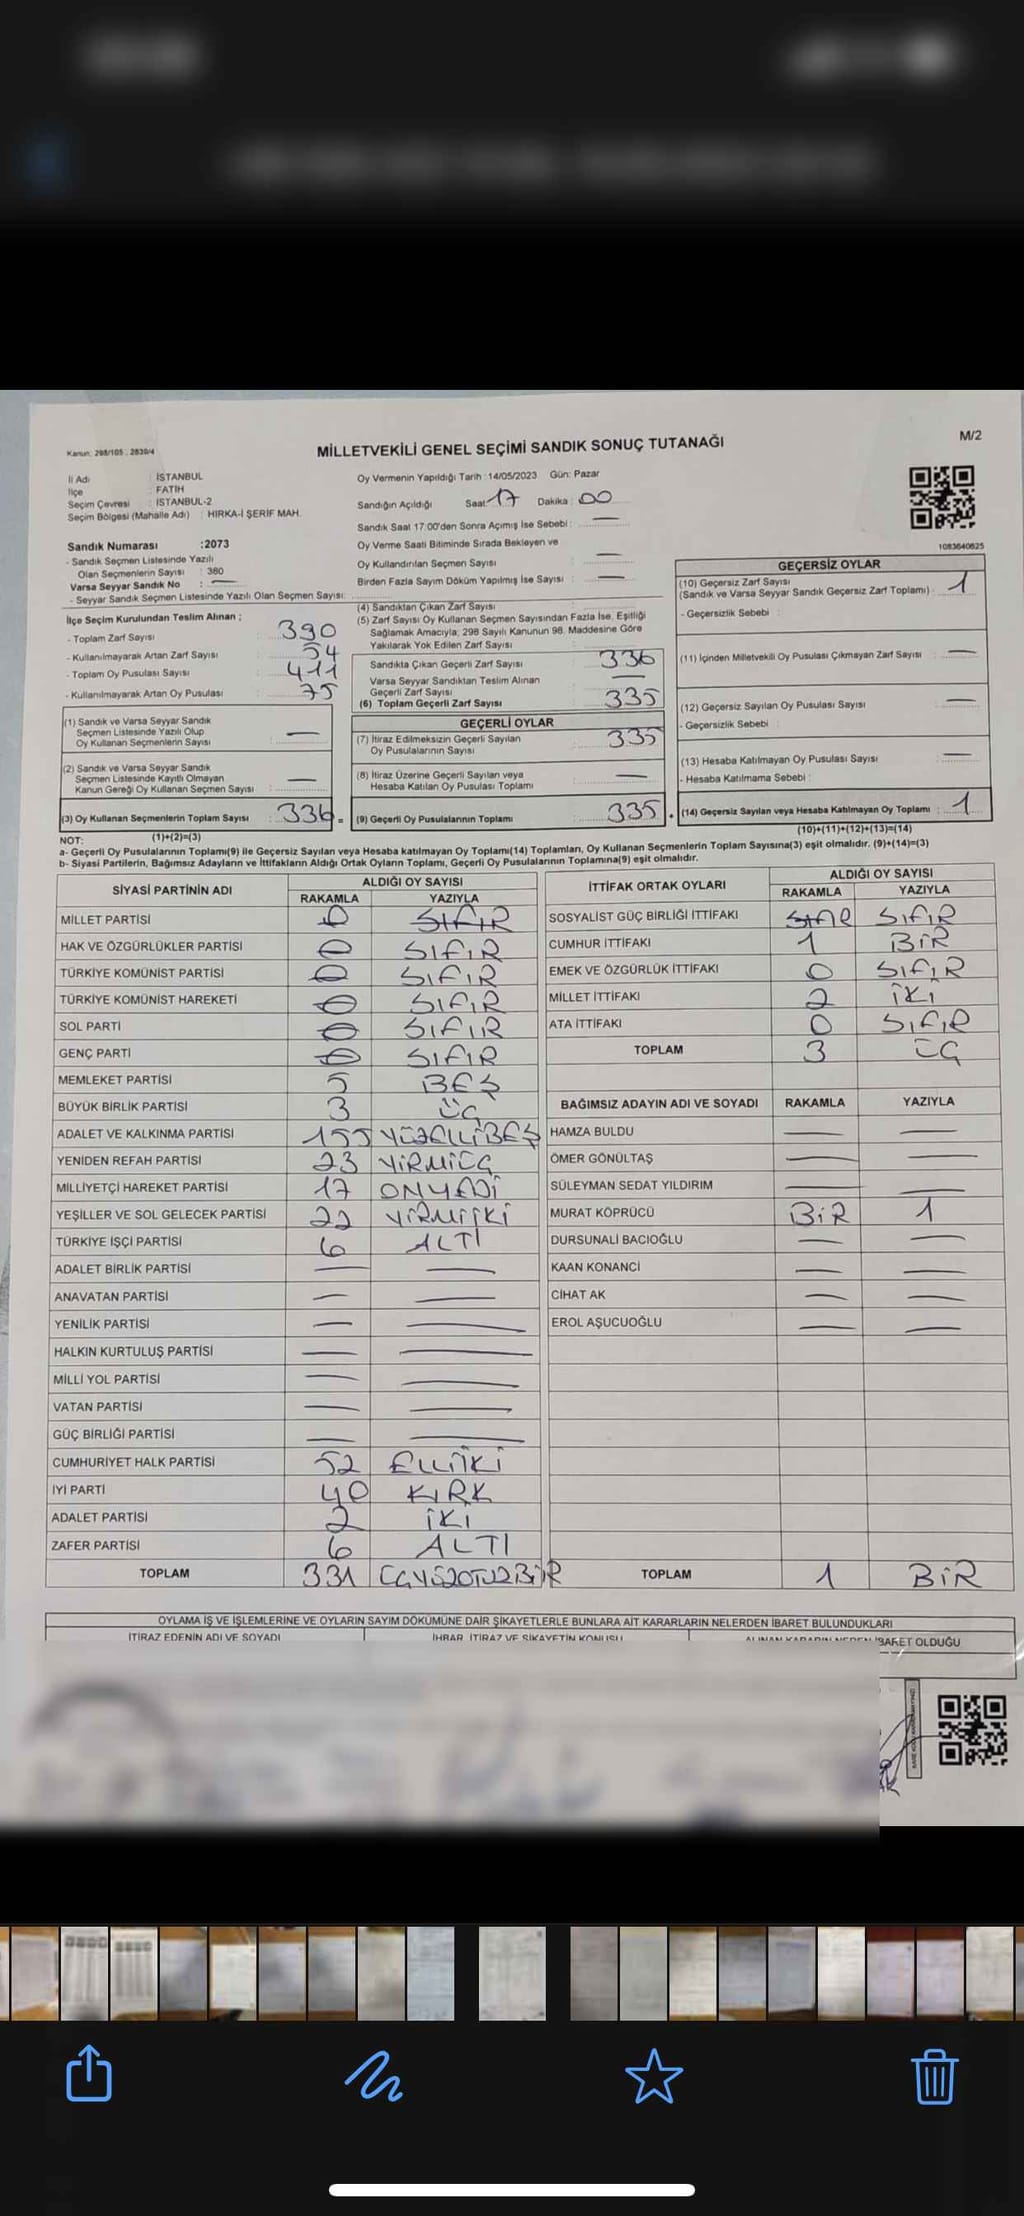 Kanun: 298/105 , 2839/4
MİLLETVEKİLİ GENEL SEÇİMİ SANDIK SONUÇ TUTANAĞI
M/2
İl Adı : İSTANBUL
İlçe : FATİH
Seçim Çevresi : İSTANBUL-2
Seçim Bölgesi (Mahalle Adı) : HIRKA-İ ŞERİF MAH.
Oy Vermenin Yapıldığı Tarih :14/05/2023 Gün: Pazar
Sandığın Açıldığı Saat: 17 Dakika : 00
Sandık Saat 17:00'den Sonra Açımış İse Sebebi : —
Oy Verme Saati Bitiminde Sırada Bekleyen ve
Oy Kullandırılan Seçmen Sayısı —
Birden Fazla Sayım Döküm Yapılmış İse Sayısı : —
1083640625
Sandık Numarası :2073
- Sandık Seçmen Listesinde Yazılı
Olan Seçmenlerin Sayısı : 380
Varsa Seyyar Sandık No : —
- Seyyar Sandık Seçmen Listesinde Yazılı Olan Seçmen Sayısı:
İlçe Seçim Kurulundan Teslim Alınan ;
- Toplam Zarf Sayısı : 390
- Kullanılmayarak Artan Zarf Sayısı : 54
- Toplam Oy Pusulası Sayısı : 411
- Kullanılmayarak Artan Oy Pusulası : 75
(1) Sandık ve Varsa Seyyar Sandık
Seçmen Listesinde Yazılı Olup
Oy Kullanan Seçmenlerin Sayısı : —
(2) Sandık ve Varsa Seyyar Sandık
Seçmen Listesinde Kayıtlı Olmayan
Kanun Gereği Oy Kullanan Seçmen Sayısı : —
(3) Oy Kullanan Seçmenlerin Toplam Sayısı : 336 =
(1)+(2)=(3)
(4) Sandıktan Çıkan Zarf Sayısı
(5) Zarf Sayısı Oy Kullanan Seçmen Sayısından Fazla İse, Eşitliği
Sağlamak Amacıyla; 298 Sayılı Kanunun 98. Maddesine Göre
Yakılarak Yok Edilen Zarf Sayısı :
Sandıkta Çıkan Geçerli Zarf Sayısı 336
Varsa Seyyar Sandıktan Teslim Alınan
Geçerli Zarf Sayısı —
(6) Toplam Geçerli Zarf Sayısı 335
GEÇERLİ OYLAR
(7) İtiraz Edilmeksizin Geçerli Sayılan
Oy Pusulalarının Sayısı : 335
(8) İtiraz Üzerine Geçerli Sayılan veya
Hesaba Katılan Oy Pusulası Toplamı : —
(9) Geçerli Oy Pusulalarının Toplamı : 335 +
GEÇERSİZ OYLAR
(10) Geçersiz Zarf Sayısı
(Sandık ve Varsa Seyyar Sandık Geçersiz Zarf Toplamı) : 1
- Geçersizlik Sebebi :
(11) İçinden Milletvekili Oy Pusulası Çıkmayan Zarf Sayısı : —
(12) Geçersiz Sayılan Oy Pusulası Sayısı : —
- Geçersizlik Sebebi :
(13) Hesaba Katılmayan Oy Pusulası Sayısı : —
- Hesaba Katılmama Sebebi :
(14) Geçersiz Sayılan veya Hesaba Katılmayan Oy Toplamı : 1
(10)+(11)+(12)+(13)=(14)
NOT:
a- Geçerli Oy Pusulalarının Toplamı(9) ile Geçersiz Sayılan veya Hesaba katılmayan Oy Toplamı(14) Toplamları, Oy Kullanan Seçmenlerin Toplam Sayısına(3) eşit olmalıdır. (9)+(14)=(3)
b- Siyasi Partilerin, Bağımsız Adayların ve İttifakların Aldığı Ortak Oyların Toplamı, Geçerli Oy Pusulalarının Toplamına(9) eşit olmalıdır.
SİYASİ PARTİNİN ADI ALDIĞI OY SAYISI
RAKAMLA YAZIYLA
MİLLET PARTİSİ 0 SIFIR
HAK VE ÖZGÜRLÜKLER PARTİSİ 0 SIFIR
TÜRKİYE KOMÜNİST PARTİSİ 0 SIFIR
TÜRKİYE KOMÜNİST HAREKETİ 0 SIFIR
SOL PARTİ 0 SIFIR
GENÇ PARTİ 0 SIFIR
MEMLEKET PARTİSİ 5 BEŞ
BÜYÜK BİRLİK PARTİSİ 3 ÜÇ
ADALET VE KALKINMA PARTİSİ 155 YÜZELLİBEŞ
YENİDEN REFAH PARTİSİ 23 YİRMİÜÇ
MİLLİYETÇİ HAREKET PARTİSİ 17 ONYEDİ
YEŞİLLER VE SOL GELECEK PARTİSİ 22 YİRMİİKİ
TÜRKİYE İŞÇİ PARTİSİ 6 ALTI
ADALET BİRLİK PARTİSİ — —
ANAVATAN PARTİSİ — —
YENİLİK PARTİSİ — —
HALKIN KURTULUŞ PARTİSİ — —
MİLLİ YOL PARTİSİ — —
VATAN PARTİSİ — —
GÜÇ BİRLİĞİ PARTİSİ — —
CUMHURİYET HALK PARTİSİ 52 ELLİİKİ
İYİ PARTİ 40 KIRK
ADALET PARTİSİ 2 İKİ
ZAFER PARTİSİ 6 ALTI
TOPLAM 331 ÜÇYÜZOTUZBİR
İTTİFAK ORTAK OYLARI ALDIĞI OY SAYISI
RAKAMLA YAZIYLA
SOSYALİST GÜÇ BİRLİĞİ İTTİFAKI SIFIR SIFIR
CUMHUR İTTİFAKI 1 BİR
EMEK VE ÖZGÜRLÜK İTTİFAKI 0 SIFIR
MİLLET İTTİFAKI 2 İKİ
ATA İTTİFAKI 0 SIFIR
TOPLAM 3 ÜÇ
BAĞIMSIZ ADAYIN ADI VE SOYADI RAKAMLA YAZIYLA
HAMZA BULDU — —
ÖMER GÖNÜLTAŞ — —
SÜLEYMAN SEDAT YILDIRIM — —
MURAT KÖPRÜCÜ BİR 1
DURSUNALİ BACIOĞLU — —
KAAN KONANCİ — —
CİHAT AK — —
EROL AŞUCUOĞLU — —
TOPLAM 1 BİR
OYLAMA İŞ VE İŞLEMLERİNE VE OYLARIN SAYIM DÖKÜMÜNE DAİR ŞİKAYETLERLE BUNLARA AİT KARARLARIN NELERDEN İBARET BULUNDUKLARI
İTİRAZ EDENİN ADI VE SOYADI İHBAR, İTİRAZ VE ŞİKAYETİN KONUSU ALINAN KARARIN NEDEN İBARET OLDUĞU